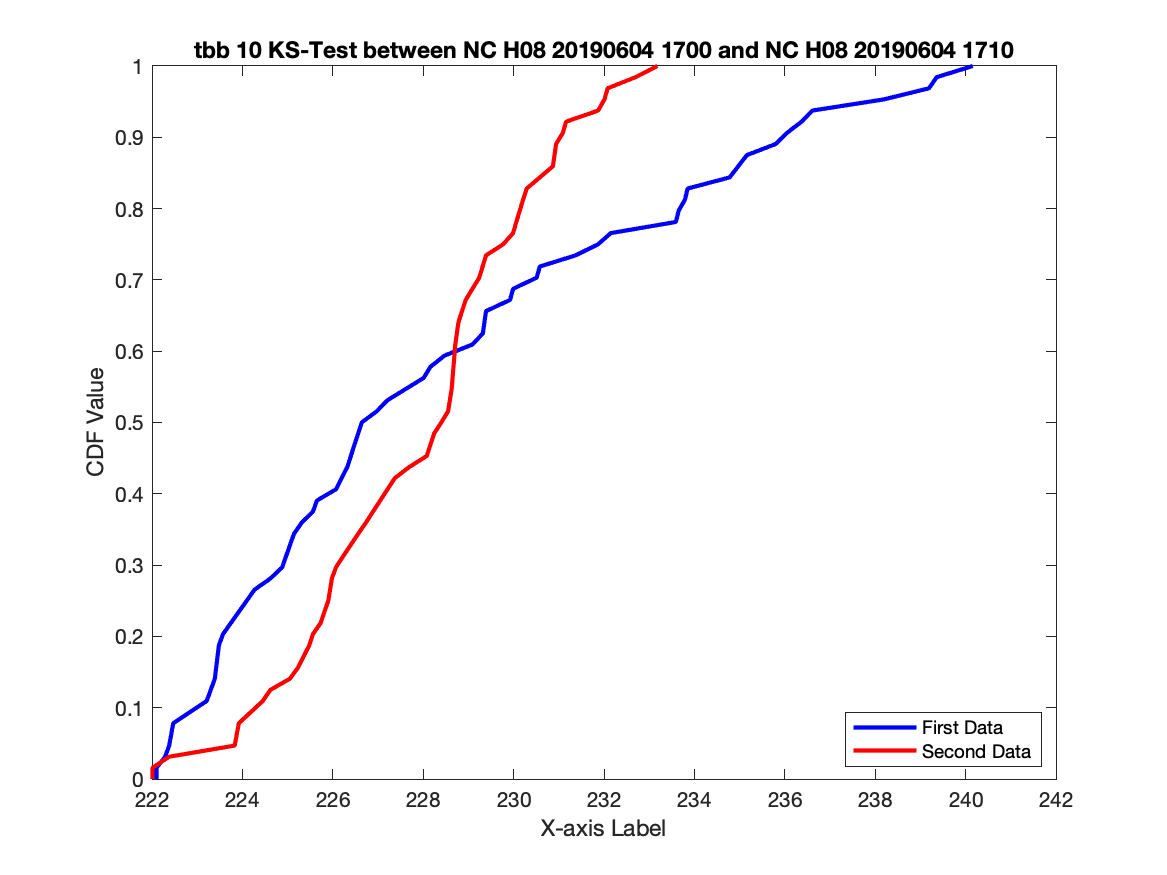 tbb 10 KS-Test between NC H08 20190604 1700 and NC H08 20190604 1710
1
0.9
0.8
0.7
0.6
0.5
0.4
0.3
0.2
0.1
0
CDF Value
First Data
Second Data
222 224 226 228 230 232 234 236 238 240 242
X-axis Label